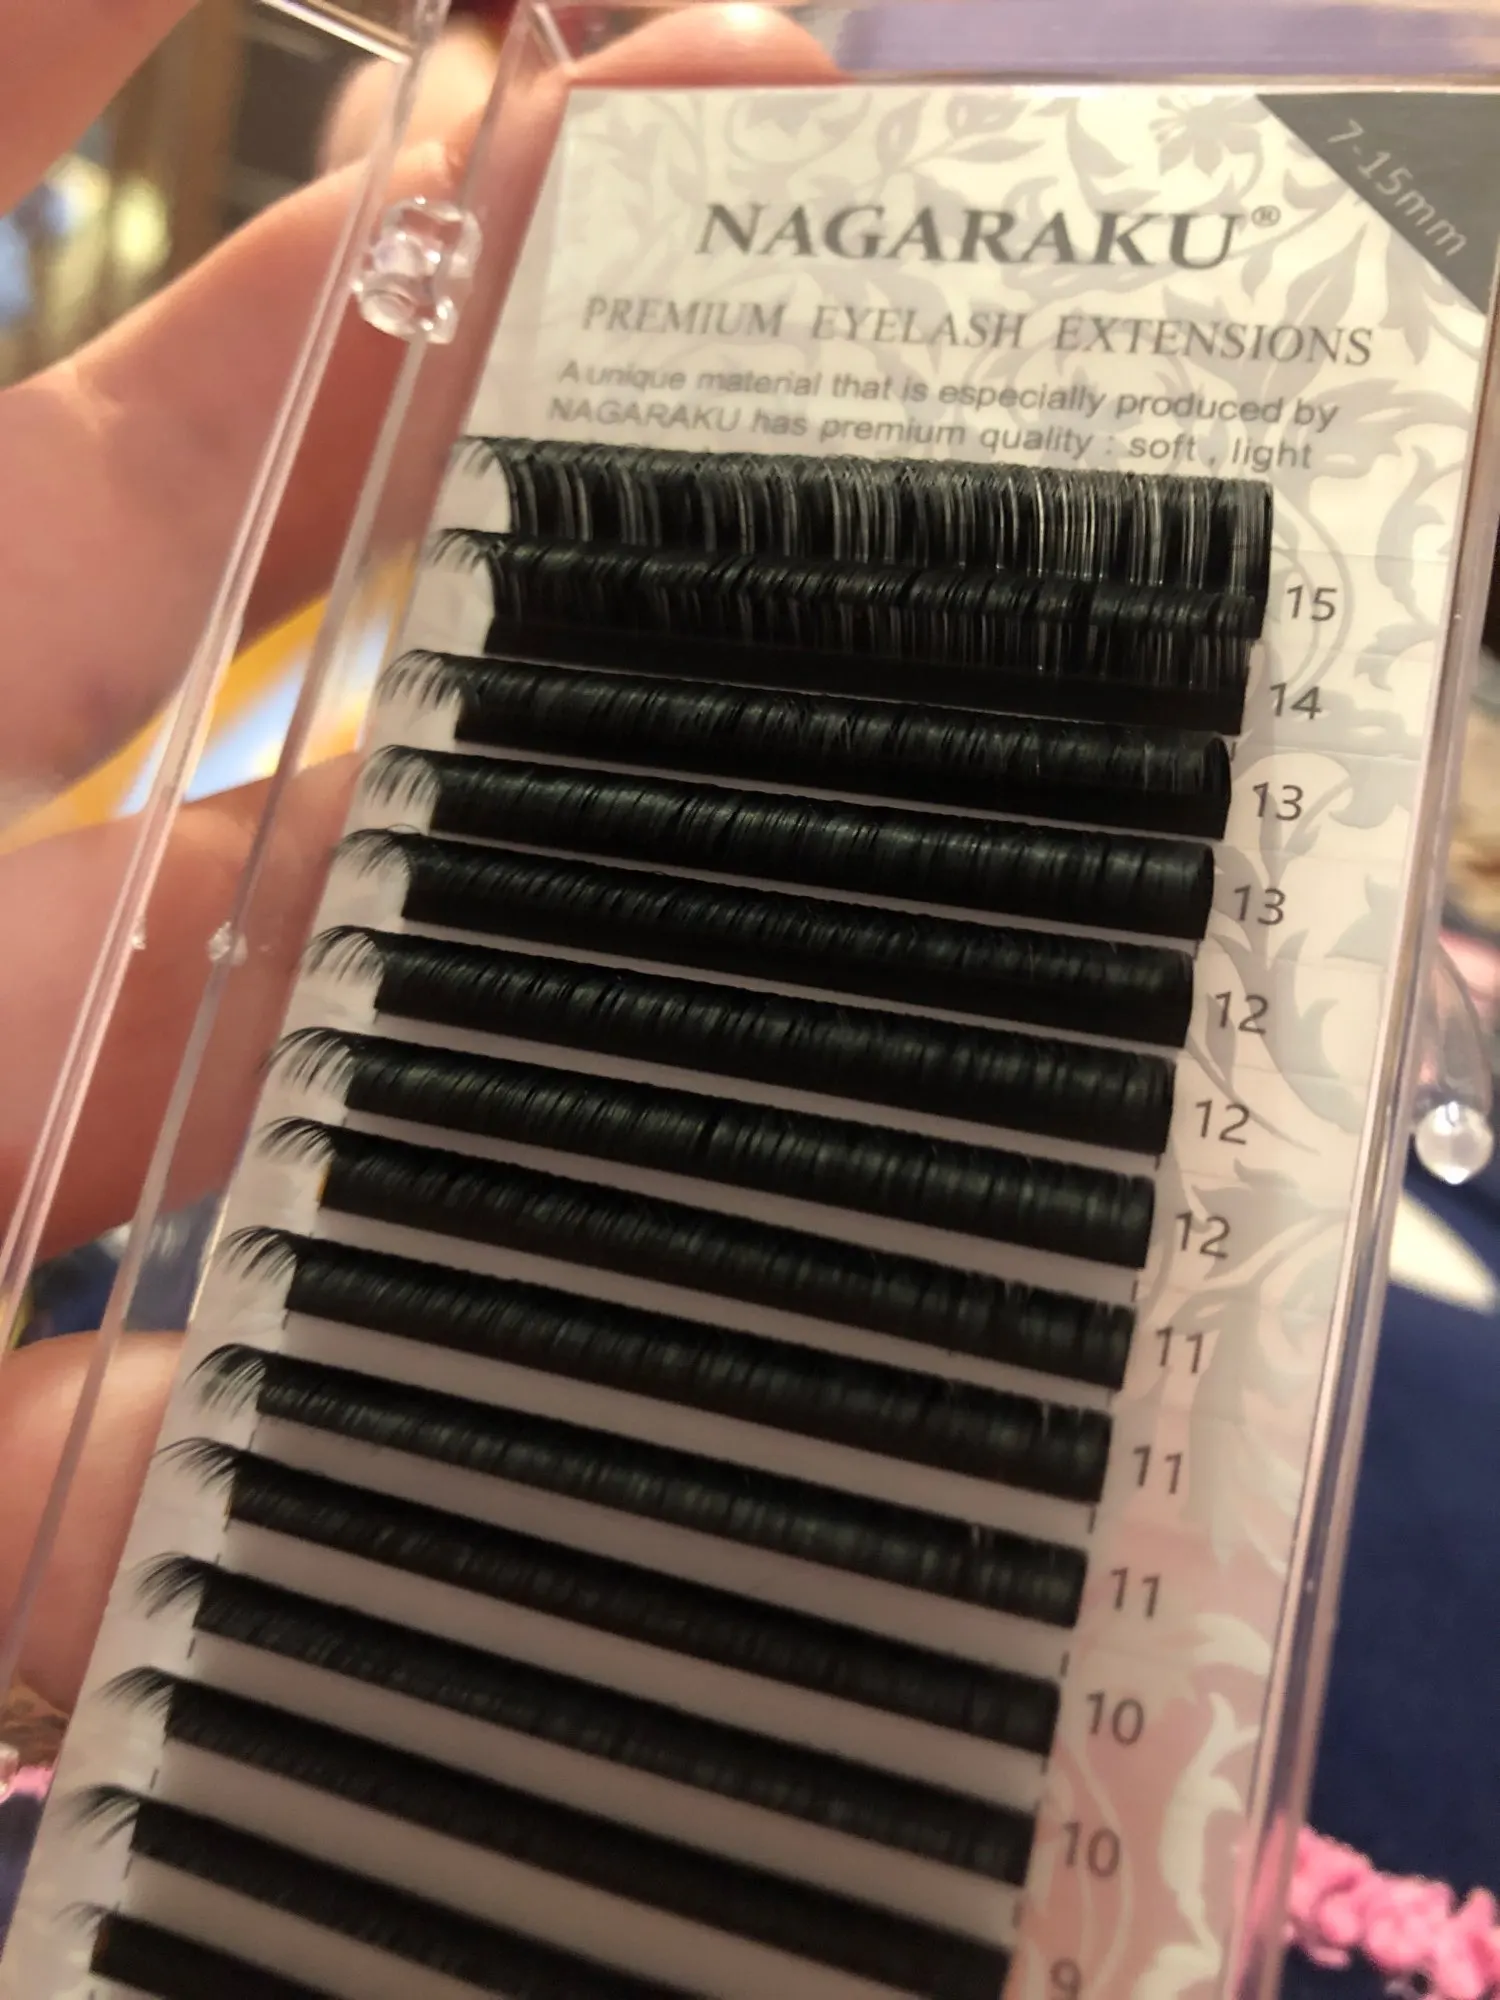 7-15mm
NAGARAKU®
PREMIUM EYELASH EXTENSIONS
A unique material that is especially produced by
NAGARAKU has premium quality : soft , light
15
14
13
13
12
12
12
11
11
11
10
10
9